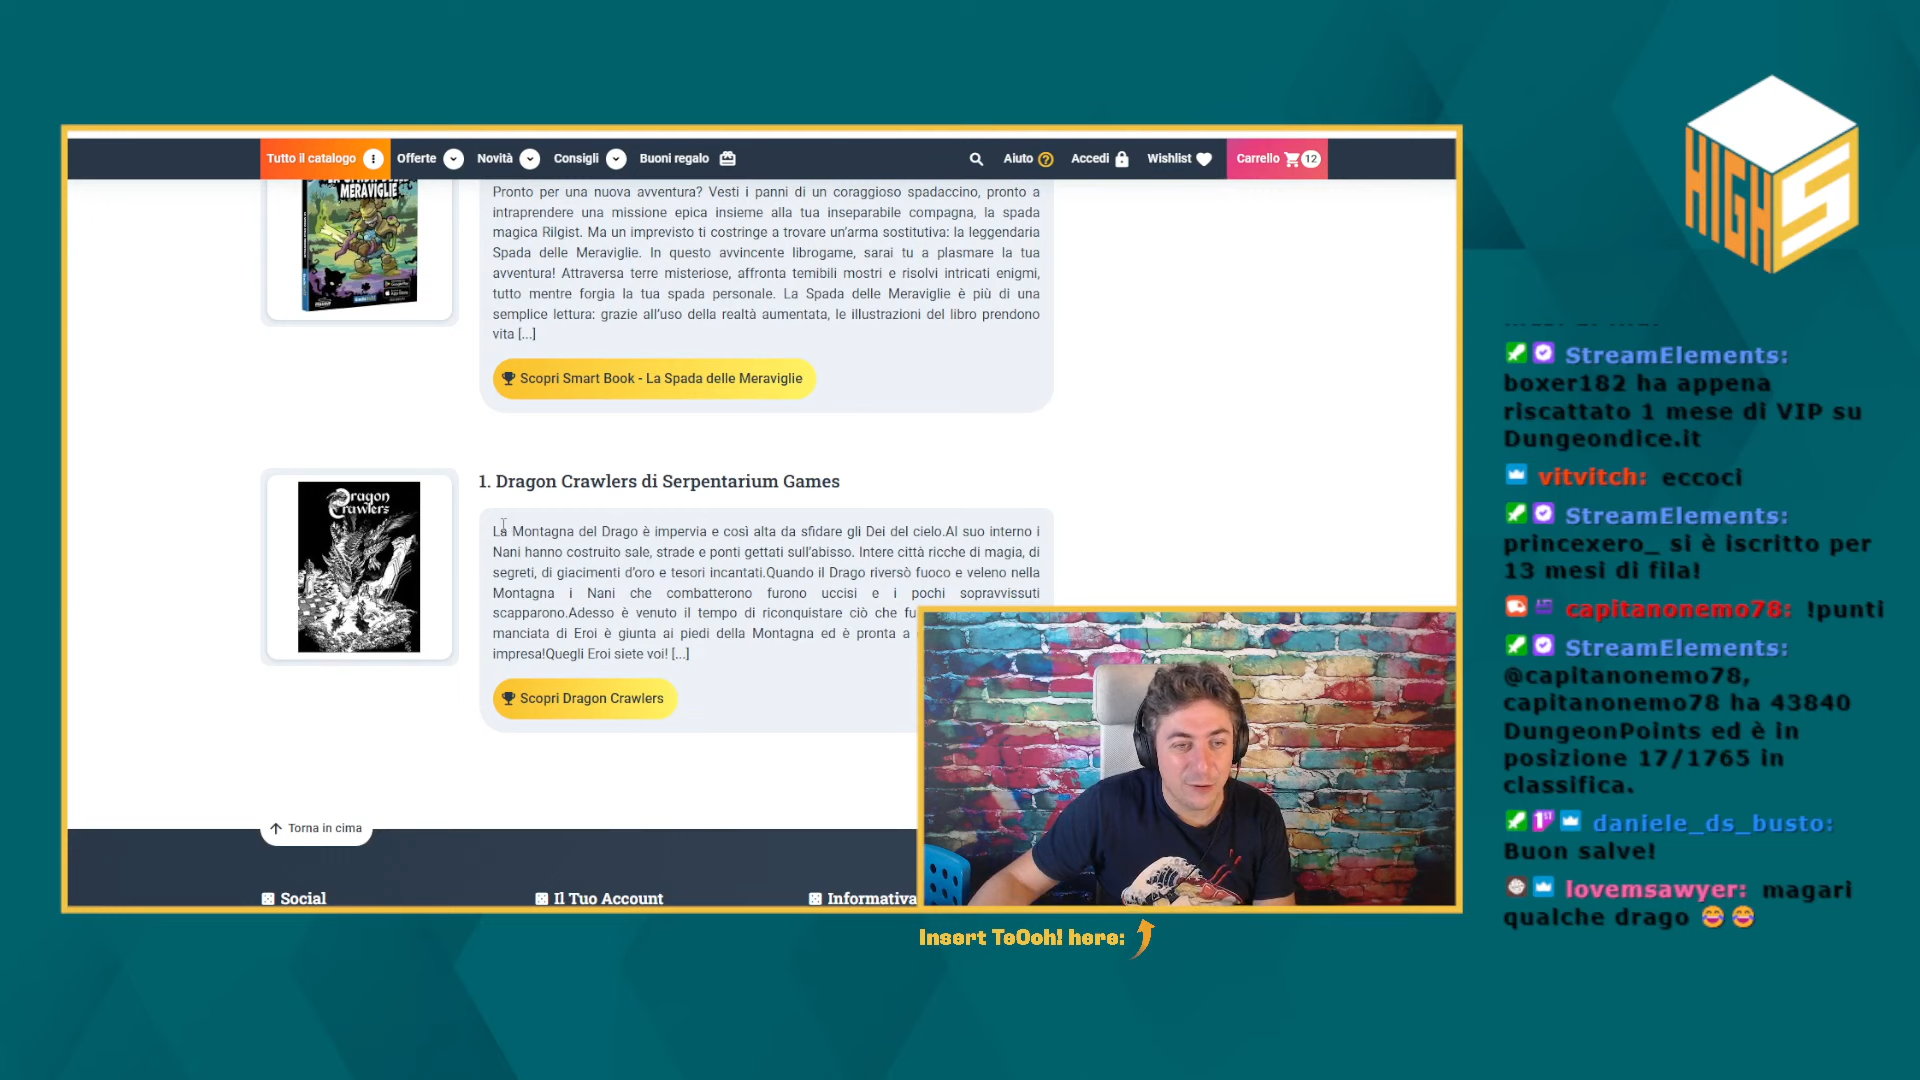 Tutto il catalogo
Offerte
Novità
Consigli
Buoni regalo
Aiuto
Accedi
Wishlist
Carrello 12
MERAVIGLIE
Pronto per una nuova avventura? Vesti i panni di un coraggioso spadaccino, pronto a
intraprendere una missione epica insieme alla tua inseparabile compagna, la spada
magica Rilgist. Ma un imprevisto ti costringe a trovare un'arma sostitutiva: la leggendaria
Spada delle Meraviglie. In questo avvincente librogame, sarai tu a plasmare la tua
avventura! Attraversa terre misteriose, affronta temibili mostri e risolvi intricati enigmi,
tutto mentre forgia la tua spada personale. La Spada delle Meraviglie è più di una
semplice lettura: grazie all'uso della realtà aumentata, le illustrazioni del libro prendono
vita [...]
Scopri Smart Book - La Spada delle Meraviglie
1. Dragon Crawlers di Serpentarium Games
Dragon
Crawlers
La Montagna del Drago è impervia e così alta da sfidare gli Dei del cielo.Al suo interno i
Nani hanno costruito sale, strade e ponti gettati sull'abisso. Intere città ricche di magia, di
segreti, di giacimenti d'oro e tesori incantati.Quando il Drago riversò fuoco e veleno nella
Montagna i Nani che combatterono furono uccisi e i pochi sopravvissuti
scapparono.Adesso è venuto il tempo di riconquistare ciò che fu
manciata di Eroi è giunta ai piedi della Montagna ed è pronta a
impresa!Quegli Eroi siete voi! [...]
Scopri Dragon Crawlers
Torna in cima
Social
Il Tuo Account
Informativa
Insert TeOoh! here:
HIGH 5
StreamElements:
boxer182 ha appena
riscattato 1 mese di VIP su
Dungeondice.it
vitvitch: eccoci
StreamElements:
princexero_ si è iscritto per
13 mesi di fila!
capitanonemo78: !punti
StreamElements:
@capitanonemo78,
capitanonemo78 ha 43840
DungeonPoints ed è in
posizione 17/1765 in
classifica.
daniele_ds_busto:
Buon salve!
lovemsawyer: magari
qualche drago 😂 😂